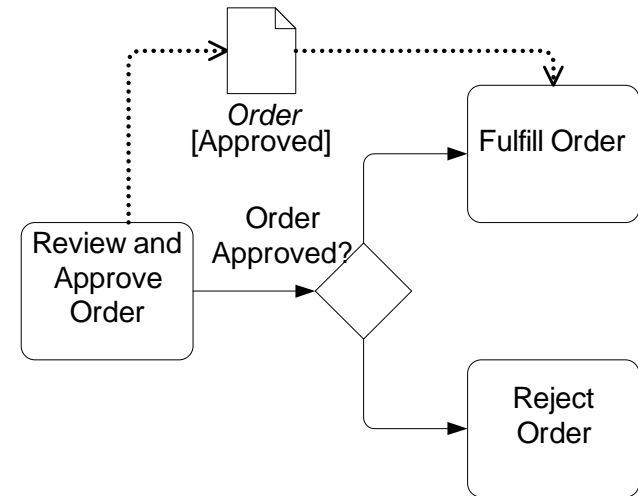 Order
[Approved]
Fulfill Order
Order
Approved?
Review and
Approve
Order
Reject
Order